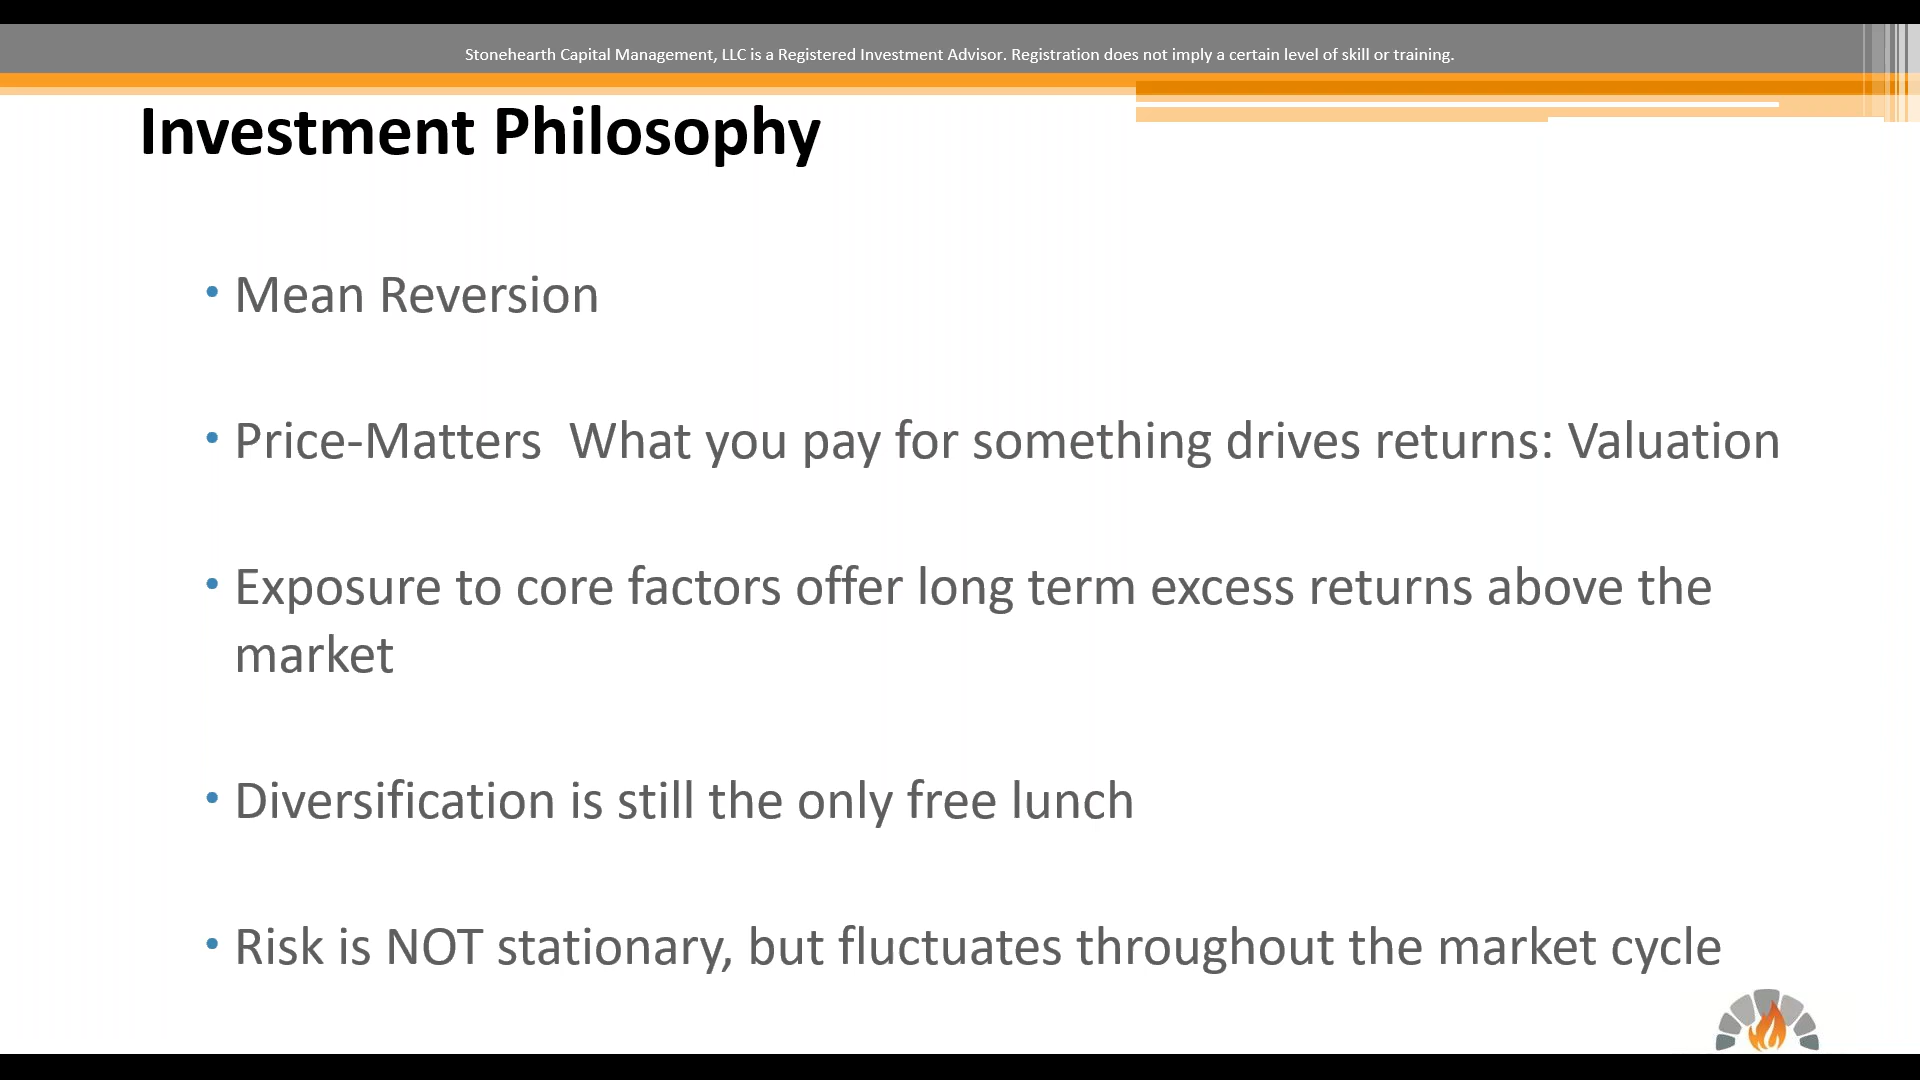 Stonehearth Capital Management, LLC is a Registered Investment Advisor. Registration does not imply a certain level of skill or training.
Investment Philosophy
• Mean Reversion
• Price-Matters  What you pay for something drives returns: Valuation
• Exposure to core factors offer long term excess returns above the
market
• Diversification is still the only free lunch
• Risk is NOT stationary, but fluctuates throughout the market cycle